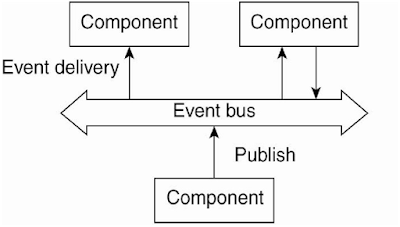 Component
Component
Event delivery
Event bus
Publish
Component